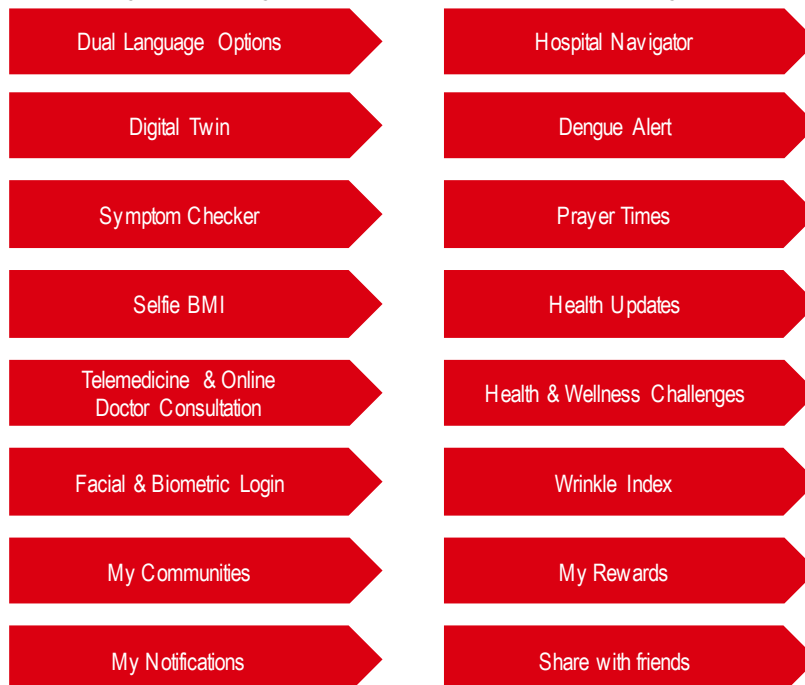 Dual Language Options
Hospital Navigator
Digital Twin
Dengue Alert
Symptom Checker
Prayer Times
Selfie BMI
Health Updates
Telemedicine & Online
Doctor Consultation
Health & Wellness Challenges
Facial & Biometric Login
Wrinkle Index
My Communities
My Rewards
My Notifications
Share with friends